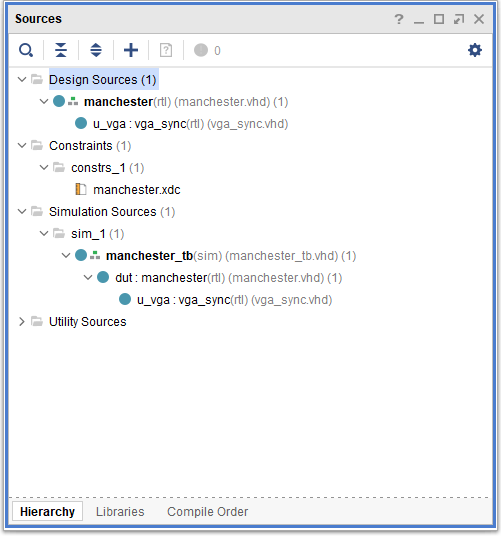 Sources
? _
0
Design Sources (1)
manchester(rtl) (manchester.vhd) (1)
u_vga : vga_sync(rtl) (vga_sync.vhd)
Constraints (1)
constrs_1 (1)
manchester.xdc
Simulation Sources (1)
sim_1 (1)
manchester_tb(sim) (manchester_tb.vhd) (1)
dut : manchester(rtl) (manchester.vhd) (1)
u_vga : vga_sync(rtl) (vga_sync.vhd)
Utility Sources
Hierarchy Libraries Compile Order